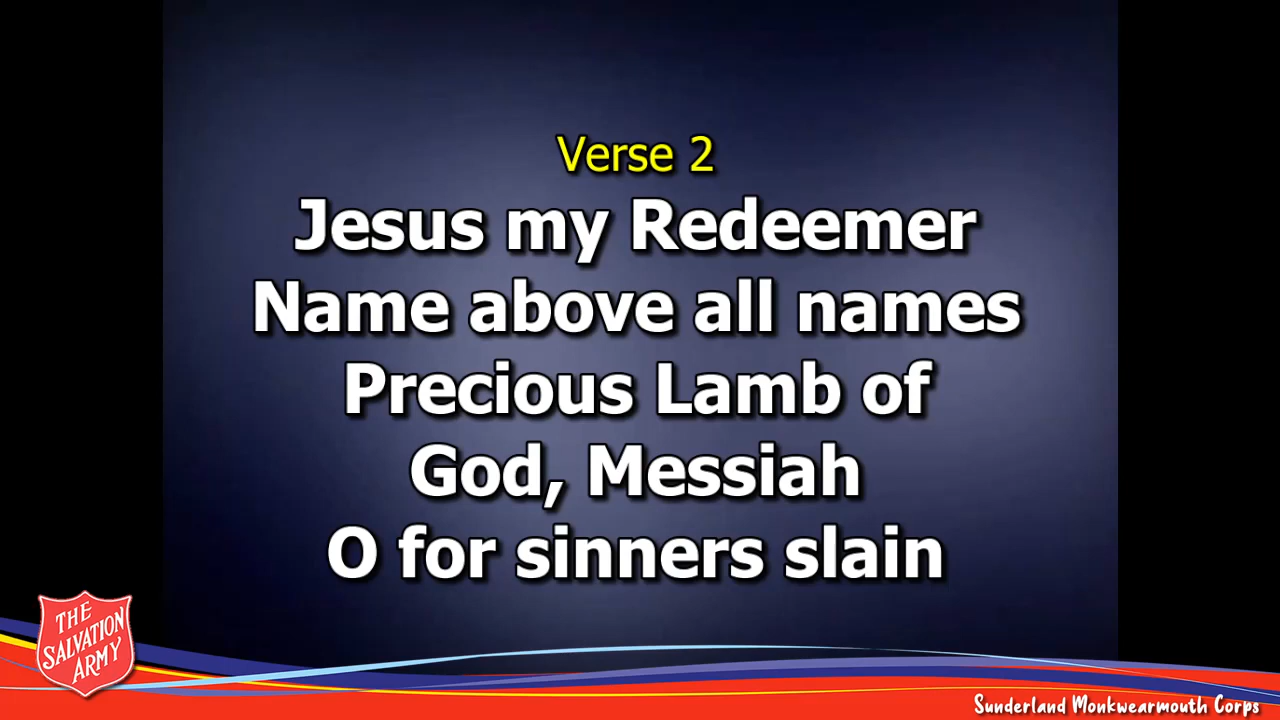 Verse 2
Jesus my Redeemer
Name above all names
Precious Lamb of
God, Messiah
O for sinners slain
THE
SALVATION
ARMY
Sunderland Monkwearmouth Corps